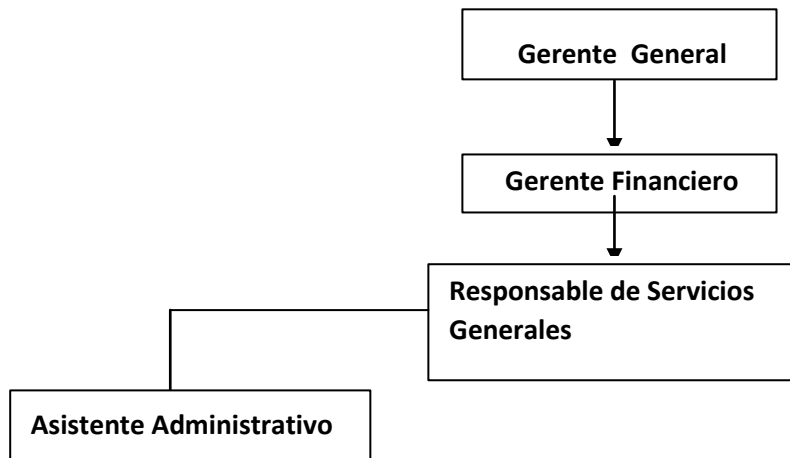 Gerente General
Gerente Financiero
Responsable de Servicios
Generales
Asistente Administrativo